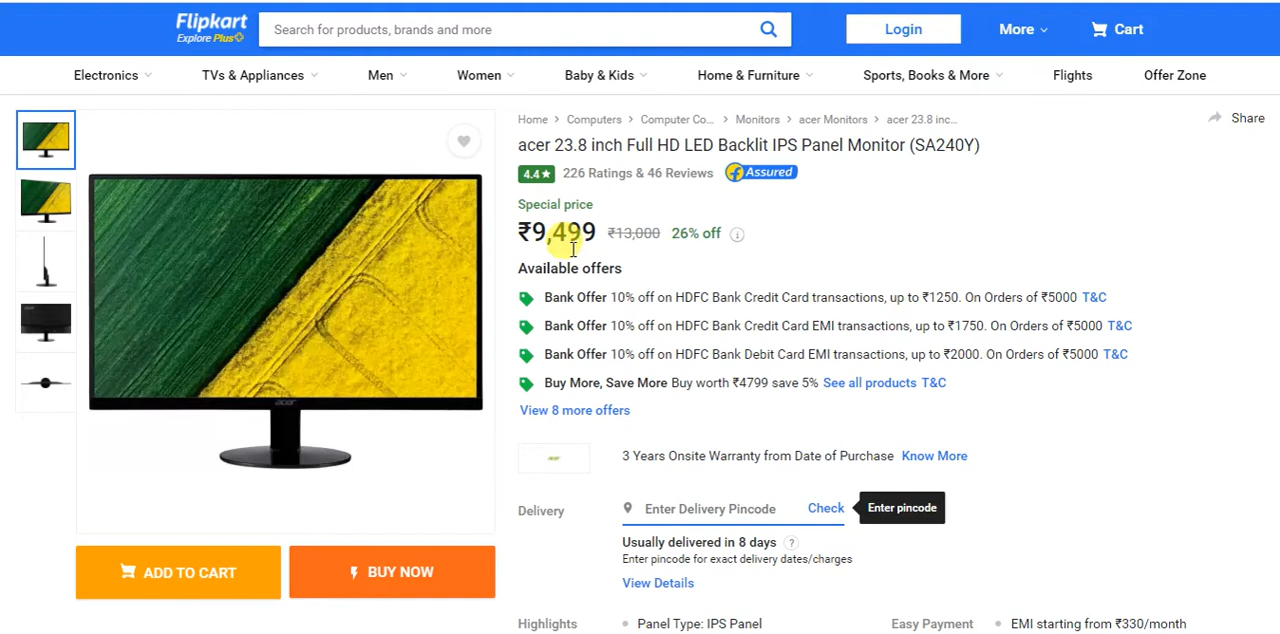 Flipkart
Explore Plus
Search for products, brands and more
Login
More
Cart
Electronics
TVs & Appliances
Men
Women
Baby & Kids
Home & Furniture
Sports, Books & More
Flights
Offer Zone
Home > Computers > Computer Co... > Monitors > acer Monitors > acer 23.8 inc...
Share
acer 23.8 inch Full HD LED Backlit IPS Panel Monitor (SA240Y)
4.4★ 226 Ratings & 46 Reviews Assured
Special price
₹9,499 ₹13,000 26% off
Available offers
Bank Offer 10% off on HDFC Bank Credit Card transactions, up to ₹1250. On Orders of ₹5000 T&C
Bank Offer 10% off on HDFC Bank Credit Card EMI transactions, up to ₹1750. On Orders of ₹5000 T&C
Bank Offer 10% off on HDFC Bank Debit Card EMI transactions, up to ₹2000. On Orders of ₹5000 T&C
Buy More, Save More Buy worth ₹4799 save 5% See all products T&C
View 8 more offers
acer
acer
3 Years Onsite Warranty from Date of Purchase Know More
Delivery
Enter Delivery Pincode Check
Enter pincode
Usually delivered in 8 days ?
Enter pincode for exact delivery dates/charges
View Details
ADD TO CART
BUY NOW
Highlights
Panel Type: IPS Panel
Easy Payment
EMI starting from ₹330/month